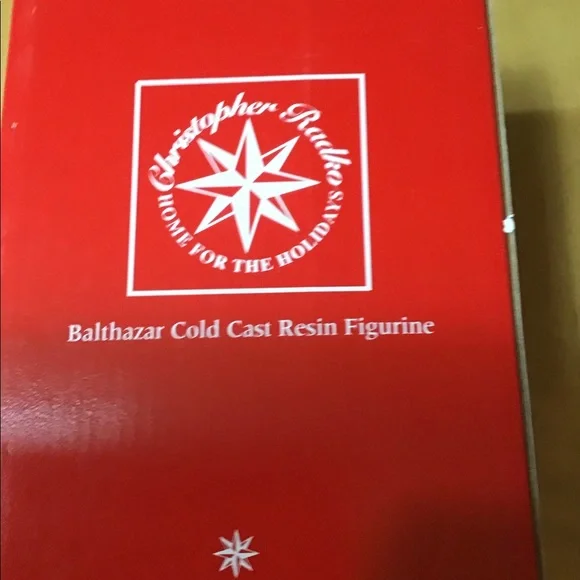 Christopher Radko
HOME FOR THE HOLIDAYS
Balthazar Cold Cast Resin Figurine